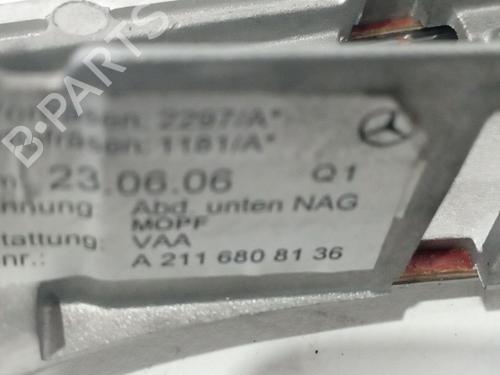 B-PARTS
2297/A*
1181/A*
23.06.06 Q1
nnung Abd. unten NAG
MOPF
tattung: VAA
nr.: A 211 680 81 36